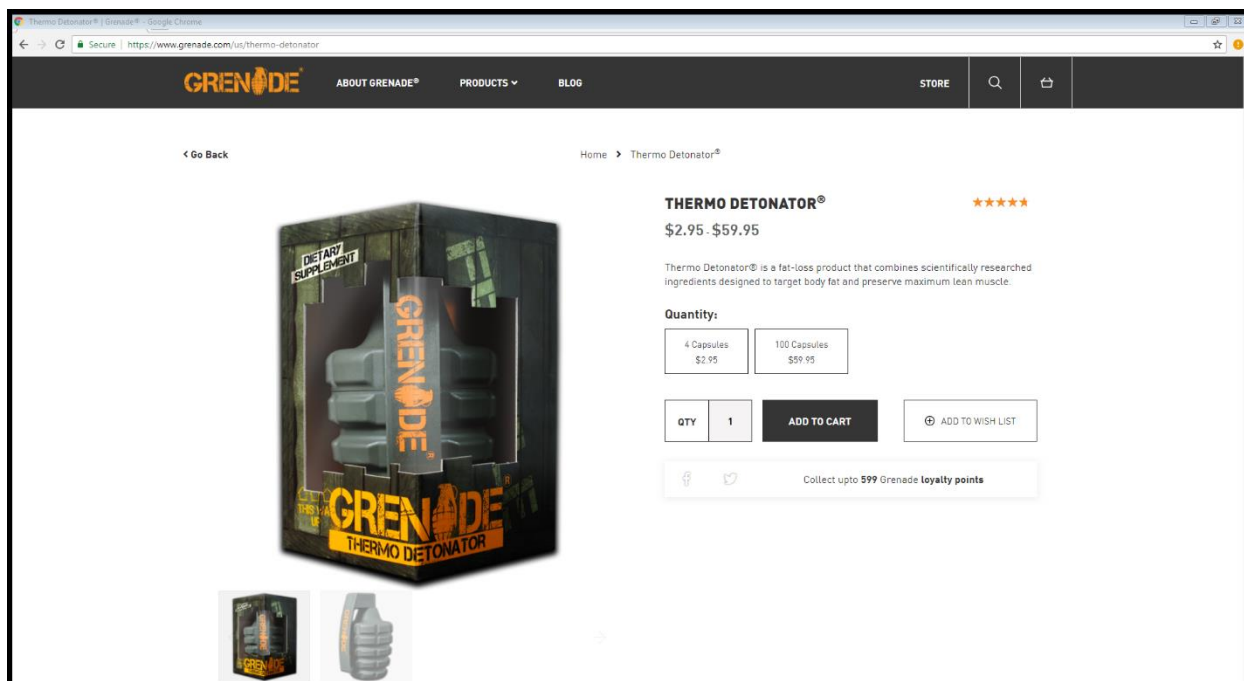 Thermo Detonator® | Grenade® - Google Chrome
Secure | https://www.grenade.com/us/thermo-detonator
GRENADE®
ABOUT GRENADE®
PRODUCTS
BLOG
STORE
< Go Back
Home > Thermo Detonator®
DIETARY
SUPPLEMENT
GRENADE®
GRENADE®
THERMO DETONATOR
THERMO DETONATOR®
$2.95 - $59.95
Thermo Detonator® is a fat-loss product that combines scientifically researched
ingredients designed to target body fat and preserve maximum lean muscle.
Quantity:
4 Capsules
$2.95
100 Capsules
$59.95
QTY 1
ADD TO CART
ADD TO WISH LIST
Collect upto 599 Grenade loyalty points